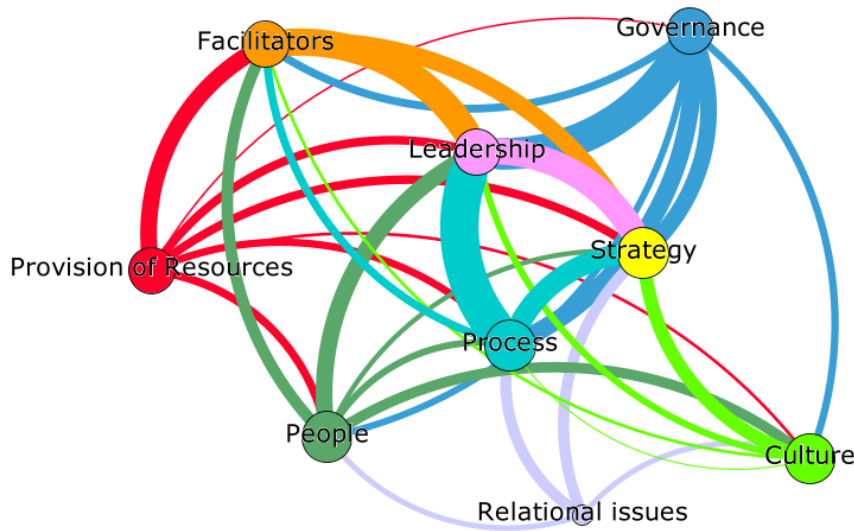 Governance
Facilitators
Leadership
Strategy
Provision of Resources
Process
People
Culture
Relational issues